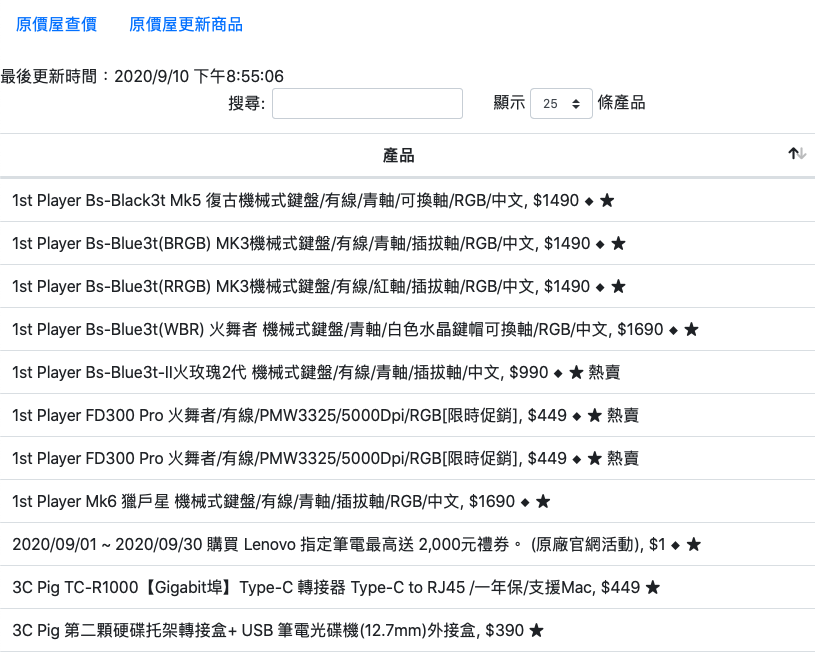 原價屋查價 原價屋更新商品
最後更新時間：2020/9/10 下午8:55:06
搜尋: 顯示 25 條產品
產品
1st Player Bs-Black3t Mk5 復古機械式鍵盤/有線/青軸/可換軸/RGB/中文, $1490 ◆ ★
1st Player Bs-Blue3t(BRGB) MK3機械式鍵盤/有線/青軸/插拔軸/RGB/中文, $1490 ◆ ★
1st Player Bs-Blue3t(RRGB) MK3機械式鍵盤/有線/紅軸/插拔軸/RGB/中文, $1490 ◆ ★
1st Player Bs-Blue3t(WBR) 火舞者 機械式鍵盤/青軸/白色水晶鍵帽可換軸/RGB/中文, $1690 ◆ ★
1st Player Bs-Blue3t-II火玫瑰2代 機械式鍵盤/有線/青軸/插拔軸/中文, $990 ◆ ★ 熱賣
1st Player FD300 Pro 火舞者/有線/PMW3325/5000Dpi/RGB[限時促銷], $449 ◆ ★ 熱賣
1st Player FD300 Pro 火舞者/有線/PMW3325/5000Dpi/RGB[限時促銷], $449 ◆ ★ 熱賣
1st Player Mk6 獵戶星 機械式鍵盤/有線/青軸/插拔軸/RGB/中文, $1690 ◆ ★
2020/09/01 ~ 2020/09/30 購買 Lenovo 指定筆電最高送 2,000元禮券。 (原廠官網活動), $1 ◆ ★
3C Pig TC-R1000【Gigabit埠】Type-C 轉接器 Type-C to RJ45 /一年保/支援Mac, $449 ★
3C Pig 第二顆硬碟托架轉接盒+ USB 筆電光碟機(12.7mm)外接盒, $390 ★